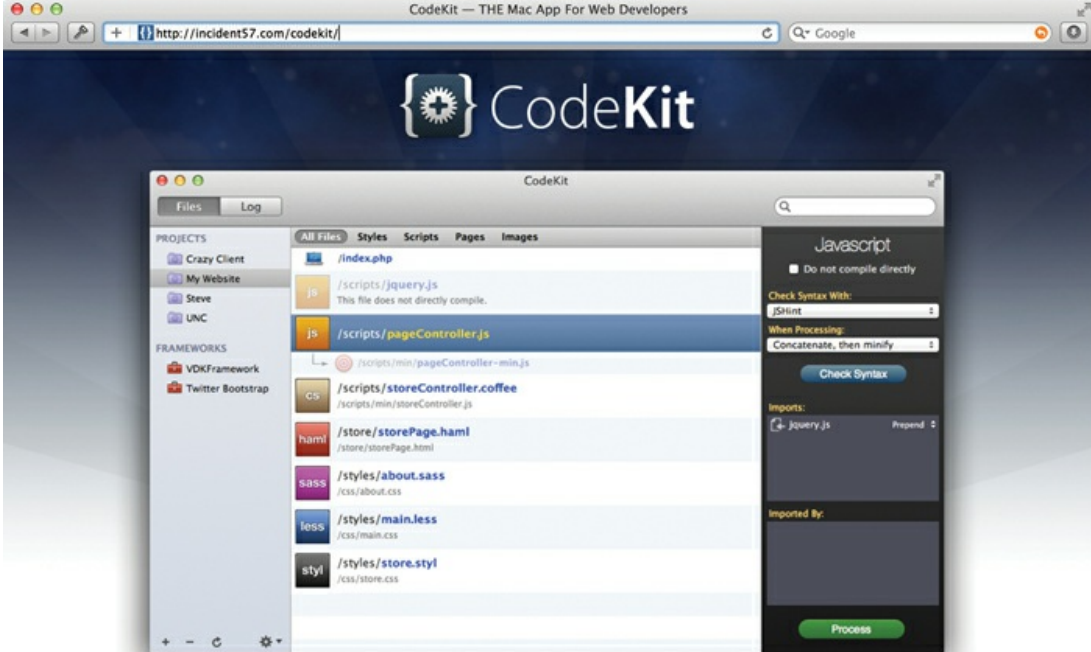 CodeKit — THE Mac App For Web Developers
+ {} http://incident57.com/codekit/
Google
{ } CodeKit
CodeKit
Files Log
PROJECTS
Crazy Client
My Website
Steve
UNC
FRAMEWORKS
VDKFramework
Twitter Bootstrap
All Files Styles Scripts Pages Images
/index.php
js /scripts/jquery.js
This file does not directly compile.
js /scripts/pageController.js
/scripts/min/pageController-min.js
cs /scripts/storeController.coffee
/scripts/min/storeController.js
haml /store/storePage.haml
/store/storePage.html
sass /styles/about.sass
/css/about.css
less /styles/main.less
/css/main.css
styl /styles/store.styl
/css/store.css
Javascript
Do not compile directly
Check Syntax With:
JSHint
When Processing:
Concatenate, then minify
Check Syntax
Imports:
jquery.js Prepend
Imported By:
Process